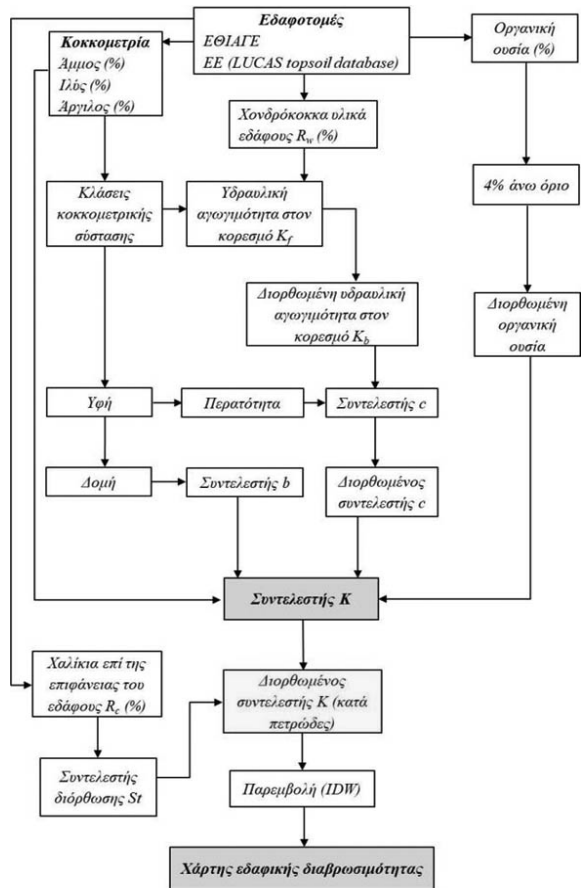 Εδαφοτομές
ΕΘΙΑΓΕ
ΕΕ (LUCAS topsoil database)
Κοκκομετρία
Άμμος (%)
Ιλύς (%)
Άργιλος (%)
Οργανική
ουσία (%)
Χονδρόκοκκα υλικά
εδάφους Rw (%)
Κλάσεις
κοκκομετρικής
σύστασης
Υδραυλική
αγωγιμότητα στον
κορεσμό Kf
4% άνω όριο
Διορθωμένη υδραυλική
αγωγιμότητα στον
κορεσμό Kb
Διορθωμένη
οργανική
ουσία
Υφή
Περατότητα
Συντελεστής c
Δομή
Συντελεστής b
Διορθωμένος
συντελεστής c
Συντελεστής Κ
Χαλίκια επί της
επιφάνειας του
εδάφους Rc (%)
Διορθωμένος
συντελεστής Κ (κατά
πετρώδες)
Συντελεστής
διόρθωσης St
Παρεμβολή (IDW)
Χάρτης εδαφικής διαβρωσιμότητας